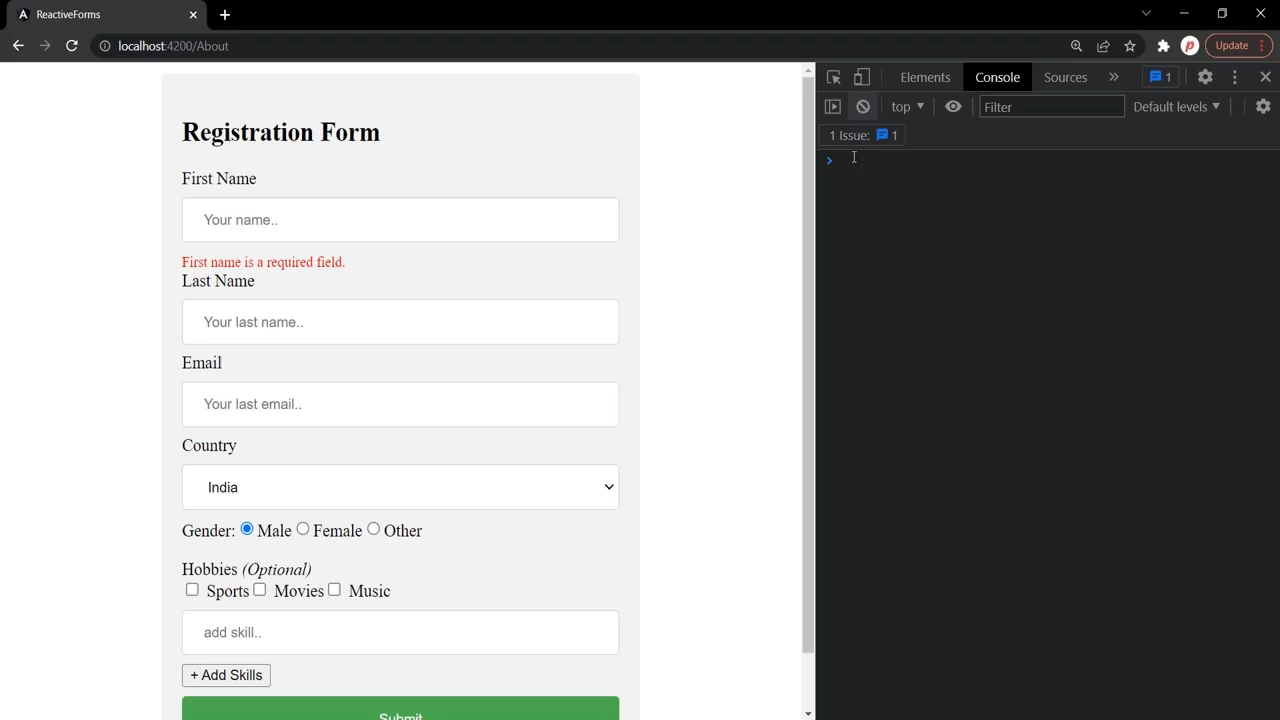 ReactiveForms
localhost:4200/About
Update
Elements
Console
Sources
1
top
Filter
Default levels
1 Issue:
1
Registration Form
First Name
Your name..
First name is a required field.
Last Name
Your last name..
Email
Your last email..
Country
India
Gender: Male Female Other
Hobbies (Optional)
Sports Movies Music
add skill..
+ Add Skills
Submit